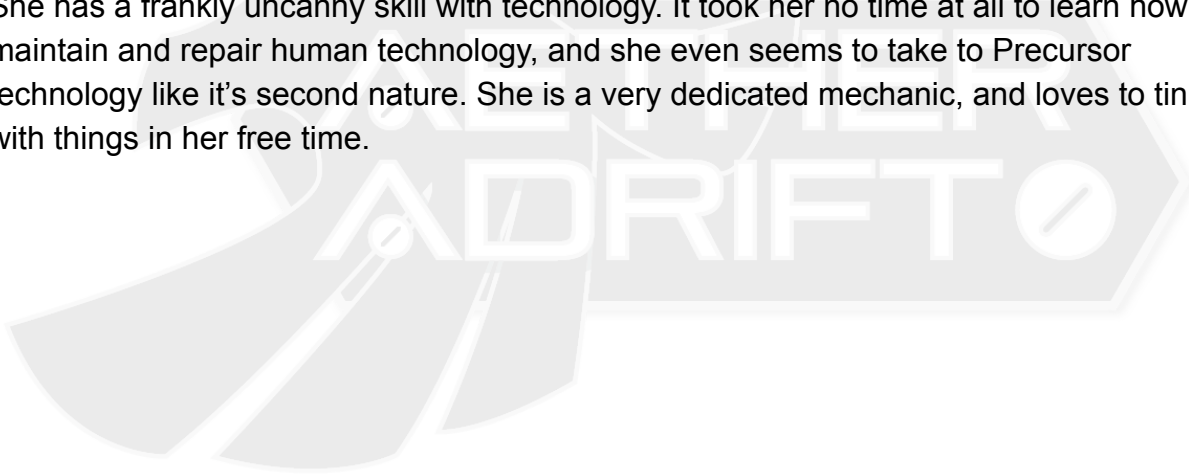 She has a frankly uncanny skill with technology. It took her no time at all to learn how
maintain and repair human technology, and she even seems to take to Precursor
technology like it’s second nature. She is a very dedicated mechanic, and loves to tin
with things in her free time.
AETHER
ADRIFT